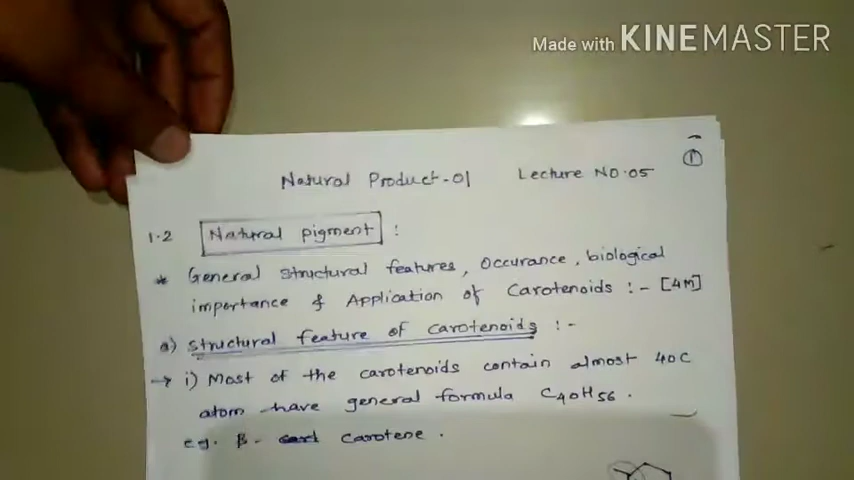 Made with KINEMASTER
Natural Product-01 Lecture No.05 1
1.2 Natural pigment :
* General structural features, Occurance, biological
importance & Application of Carotenoids :- [4M]
a) structural feature of carotenoids :-
→ i) Most of the carotenoids contain almost 40C
atom have general formula C40H56.
eg. β- carotene.